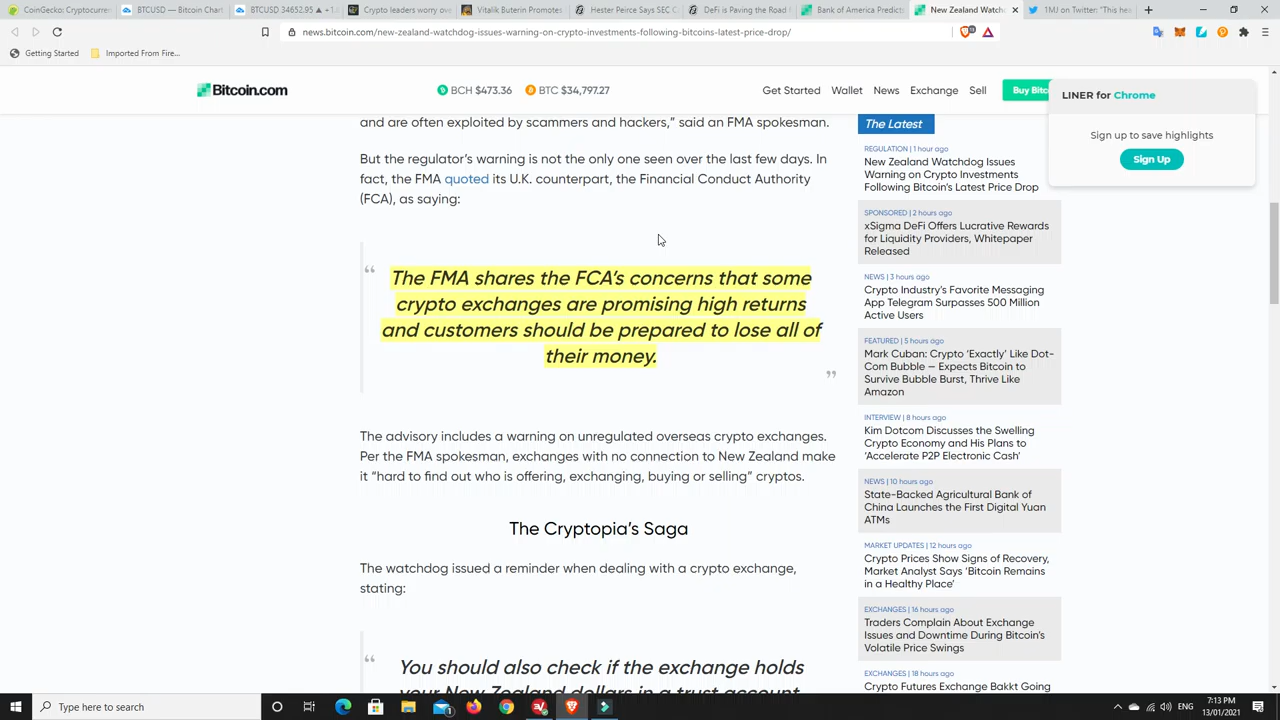 CoinGecko: Cryptocurren
BTCUSD — Bitcoin Chart
BTCUSD 34652.95 ▲ +1.
Crypto leaders worry ov
Vitalik Buterin Promotes
Hester Peirce Says SEC C
DeFi is Paving the Road
Bank of America Predicts
New Zealand Watch
1MJ on Twitter: "This he
news.bitcoin.com/new-zealand-watchdog-issues-warning-on-crypto-investments-following-bitcoins-latest-price-drop/
Getting Started
Imported From Fire...
Bitcoin.com
BCH $473.36
BTC $34,797.27
Get Started
Wallet
News
Exchange
Sell
Buy Bitc
LINER for Chrome
Sign up to save highlights
Sign Up
and are often exploited by scammers and hackers,” said an FMA spokesman.
But the regulator’s warning is not the only one seen over the last few days. In
fact, the FMA quoted its U.K. counterpart, the Financial Conduct Authority
(FCA), as saying:
“
The FMA shares the FCA’s concerns that some
crypto exchanges are promising high returns
and customers should be prepared to lose all of
their money.
”
The advisory includes a warning on unregulated overseas crypto exchanges.
Per the FMA spokesman, exchanges with no connection to New Zealand make
it “hard to find out who is offering, exchanging, buying or selling” cryptos.
The Cryptopia’s Saga
The watchdog issued a reminder when dealing with a crypto exchange,
stating:
“
You should also check if the exchange holds
your New Zealand dollars in a trust account
The Latest
REGULATION | 1 hour ago
New Zealand Watchdog Issues
Warning on Crypto Investments
Following Bitcoin’s Latest Price Drop
SPONSORED | 2 hours ago
xSigma DeFi Offers Lucrative Rewards
for Liquidity Providers, Whitepaper
Released
NEWS | 3 hours ago
Crypto Industry’s Favorite Messaging
App Telegram Surpasses 500 Million
Active Users
FEATURED | 5 hours ago
Mark Cuban: Crypto ‘Exactly’ Like Dot-
Com Bubble — Expects Bitcoin to
Survive Bubble Burst, Thrive Like
Amazon
INTERVIEW | 8 hours ago
Kim Dotcom Discusses the Swelling
Crypto Economy and His Plans to
‘Accelerate P2P Electronic Cash’
NEWS | 10 hours ago
State-Backed Agricultural Bank of
China Launches the First Digital Yuan
ATMs
MARKET UPDATES | 12 hours ago
Crypto Prices Show Signs of Recovery,
Market Analyst Says ‘Bitcoin Remains
in a Healthy Place’
EXCHANGES | 16 hours ago
Traders Complain About Exchange
Issues and Downtime During Bitcoin’s
Volatile Price Swings
EXCHANGES | 18 hours ago
Crypto Futures Exchange Bakkt Going
Type here to search
ENG
7:13 PM
13/01/2021